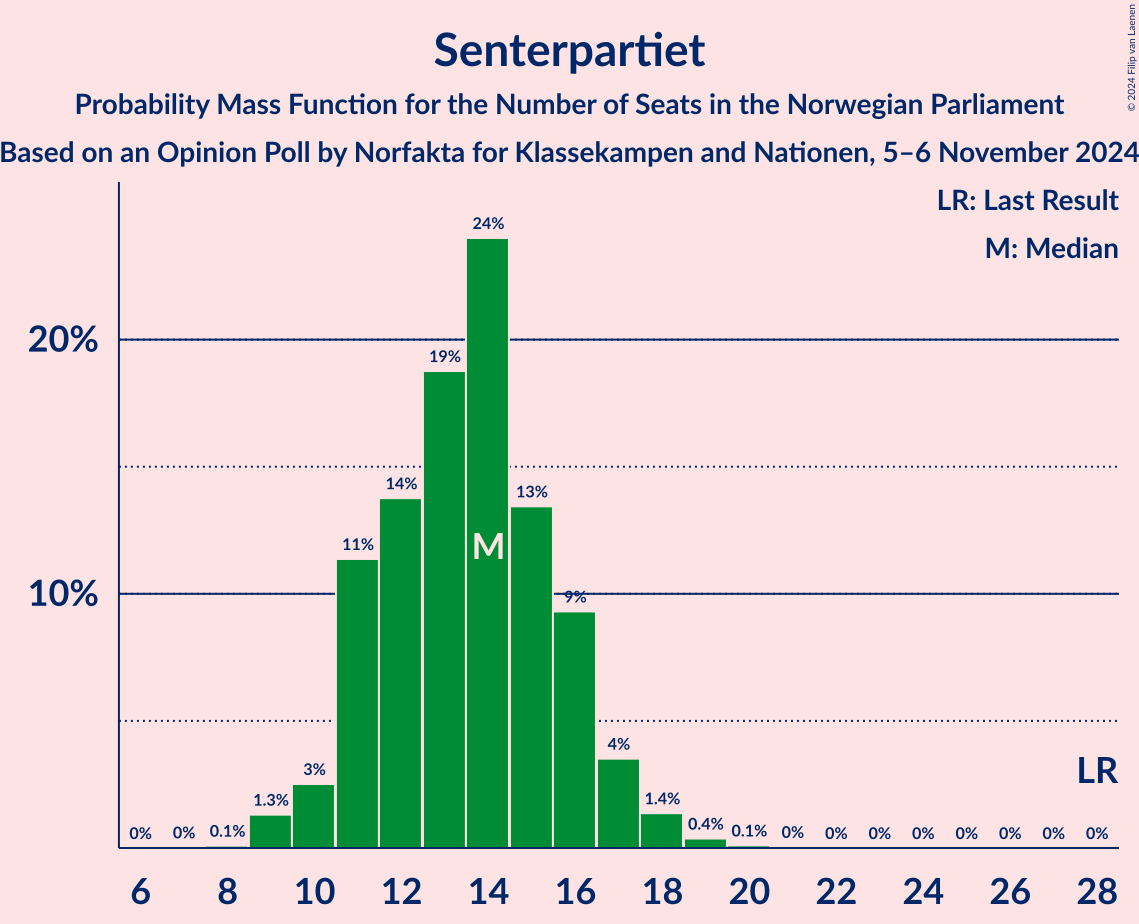 Senterpartiet
Probability Mass Function for the Number of Seats in the Norwegian Parliament
Based on an Opinion Poll by Norfakta for Klassekampen and Nationen, 5–6 November 2024
© 2024 Filip van Laenen
LR: Last Result
M: Median
24%
20%
19%
14%
13%
11%
M
10%
9%
4%
LR
3%
1.3%
1.4%
0% 0% 0.1% 0.4% 0.1% 0% 0% 0% 0% 0% 0% 0% 0%
6 8 10 12 14 16 18 20 22 24 26 28